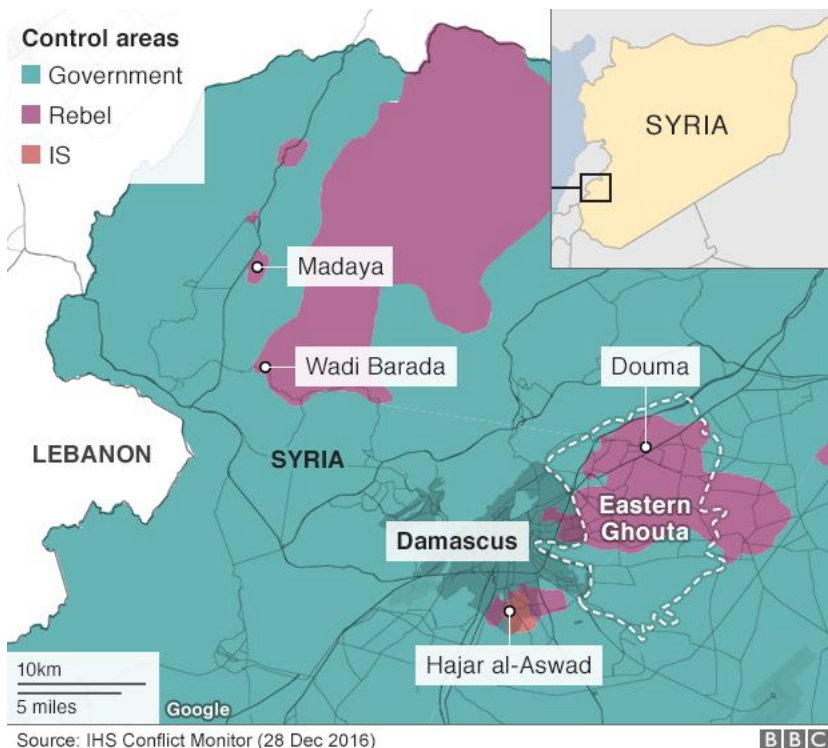 Control areas
Government
Rebel
IS
SYRIA
Madaya
Wadi Barada
Douma
LEBANON
SYRIA
Eastern
Ghouta
Damascus
Hajar al-Aswad
10km
5 miles
Google
Source: IHS Conflict Monitor (28 Dec 2016)
BBC